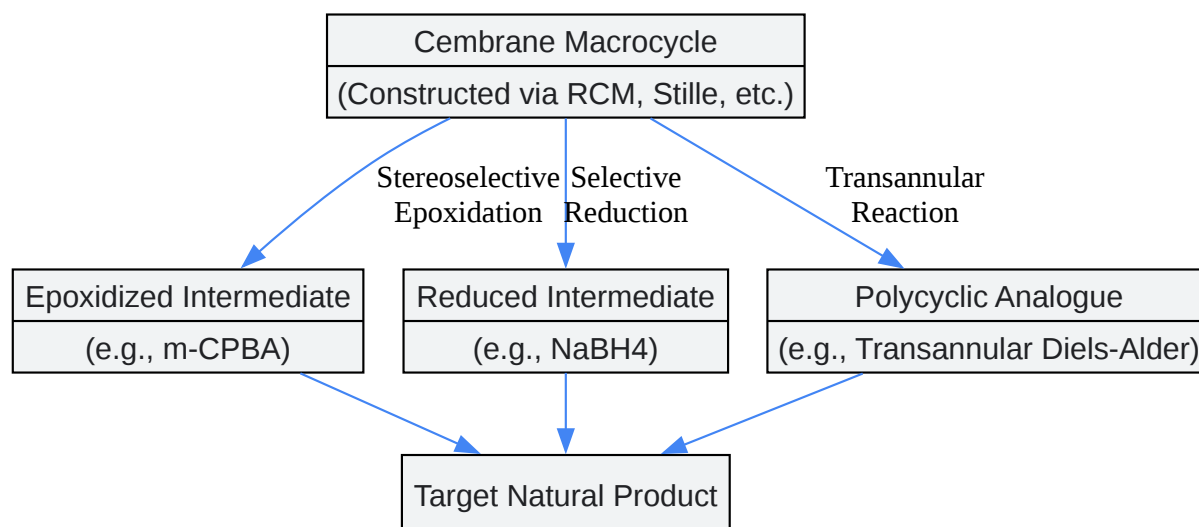 Cembrane Macrocycle
(Constructed via RCM, Stille, etc.)
Stereoselective
Epoxidation
Selective
Reduction
Transannular
Reaction
Epoxidized Intermediate
(e.g., m-CPBA)
Reduced Intermediate
(e.g., NaBH4)
Polycyclic Analogue
(e.g., Transannular Diels-Alder)
Target Natural Product